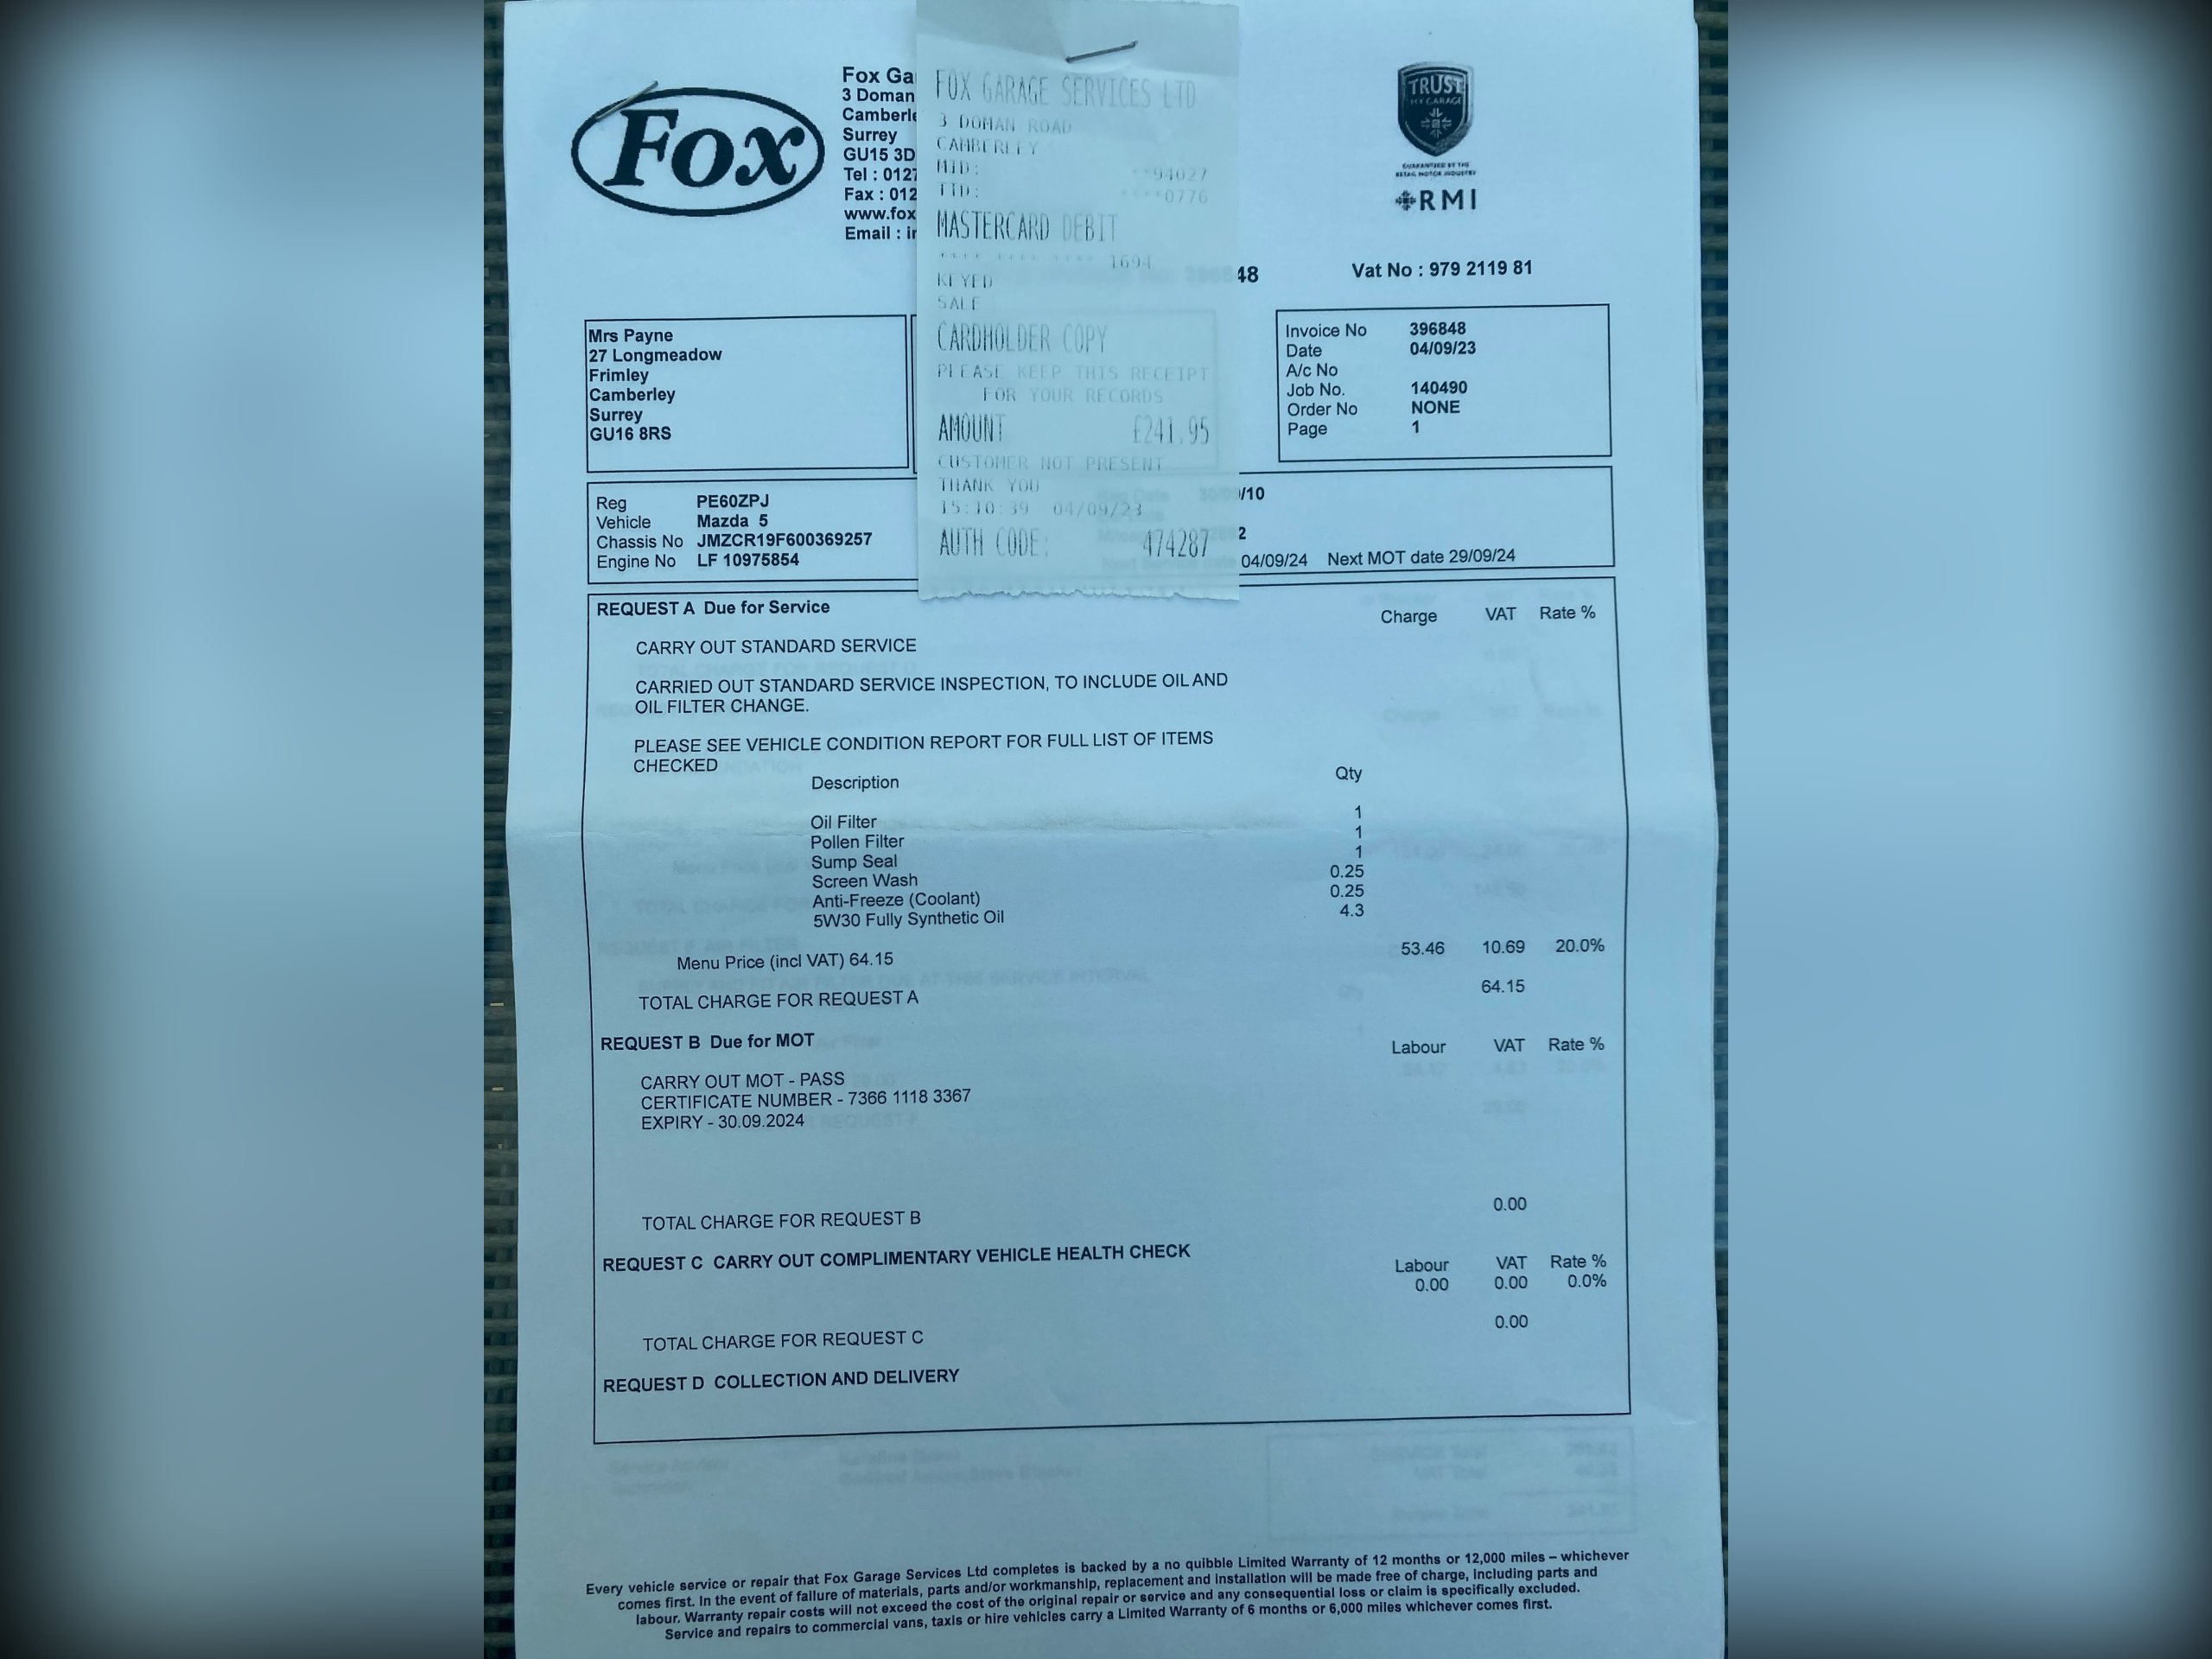 Fox
Fox Ga
3 Doman
Camberle
Surrey
GU15 3D
Tel : 0127
Fax : 012
www.fox
Email : in
FOX GARAGE SERVICES LTD
3 DOMAN ROAD
CAMBERLEY
MID: **94027
TID: ****0776
MASTERCARD DEBIT
**** **** **** 1694
KEYED
SALE
CARDHOLDER COPY
PLEASE KEEP THIS RECEIPT
FOR YOUR RECORDS
AMOUNT £241.95
CUSTOMER NOT PRESENT
THANK YOU
15:10:39 04/09/23
AUTH CODE: 474287
TRUST
MY GARAGE
GUARANTEED BY THE
RETAIL MOTOR INDUSTRY
RMI
48
Vat No : 979 2119 81
Mrs Payne
27 Longmeadow
Frimley
Camberley
Surrey
GU16 8RS
Invoice No 396848
Date 04/09/23
A/c No
Job No. 140490
Order No NONE
Page 1
Reg PE60ZPJ
Vehicle Mazda 5
Chassis No JMZCR19F600369257
Engine No LF 10975854
/10
2
04/09/24 Next MOT date 29/09/24
REQUEST A Due for Service
Charge VAT Rate %
CARRY OUT STANDARD SERVICE
CARRIED OUT STANDARD SERVICE INSPECTION, TO INCLUDE OIL AND
OIL FILTER CHANGE.
PLEASE SEE VEHICLE CONDITION REPORT FOR FULL LIST OF ITEMS
CHECKED
Description Qty
Oil Filter 1
Pollen Filter 1
Sump Seal 1
Screen Wash 0.25
Anti-Freeze (Coolant) 0.25
5W30 Fully Synthetic Oil 4.3
Menu Price (incl VAT) 64.15 53.46 10.69 20.0%
TOTAL CHARGE FOR REQUEST A 64.15
REQUEST B Due for MOT Labour VAT Rate %
CARRY OUT MOT - PASS
CERTIFICATE NUMBER - 7366 1118 3367
EXPIRY - 30.09.2024
TOTAL CHARGE FOR REQUEST B 0.00
REQUEST C CARRY OUT COMPLIMENTARY VEHICLE HEALTH CHECK Labour VAT Rate %
0.00 0.00 0.0%
TOTAL CHARGE FOR REQUEST C 0.00
REQUEST D COLLECTION AND DELIVERY
Every vehicle service or repair that Fox Garage Services Ltd completes is backed by a no quibble Limited Warranty of 12 months or 12,000 miles – whichever
comes first. In the event of failure of materials, parts and/or workmanship, replacement and installation will be made free of charge, including parts and
labour. Warranty repair costs will not exceed the cost of the original repair or service and any consequential loss or claim is specifically excluded.
Service and repairs to commercial vans, taxis or hire vehicles carry a Limited Warranty of 6 months or 6,000 miles whichever comes first.